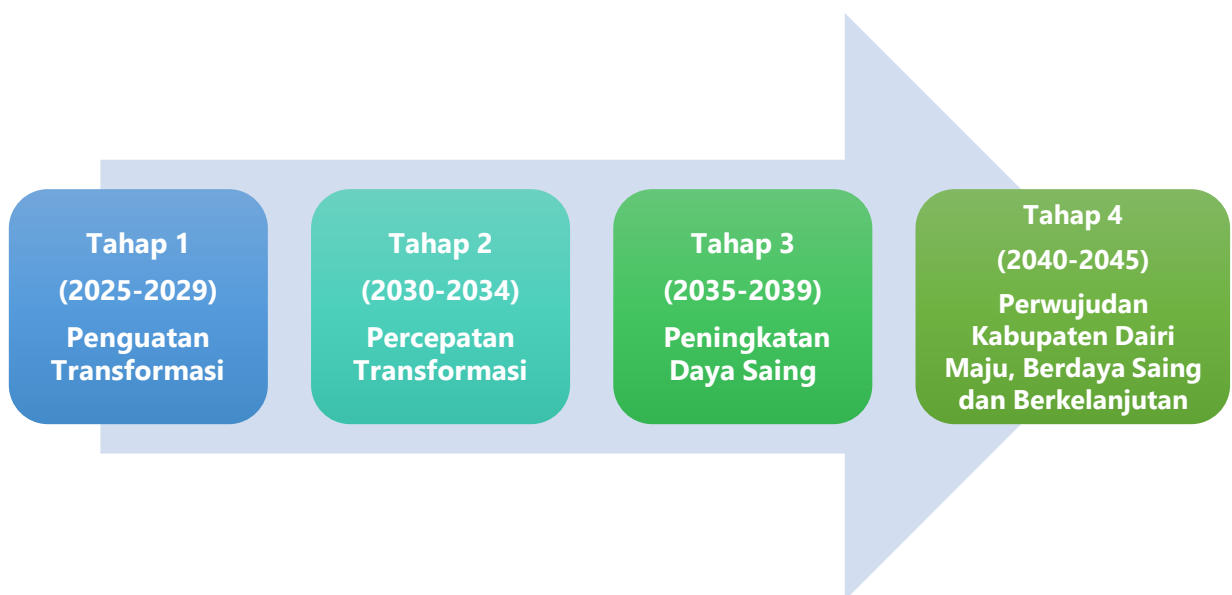 Tahap 1
(2025-2029)
Penguatan
Transformasi
Tahap 2
(2030-2034)
Percepatan
Transformasi
Tahap 3
(2035-2039)
Peningkatan
Daya Saing
Tahap 4
(2040-2045)
Perwujudan
Kabupaten Dairi
Maju, Berdaya Saing
dan Berkelanjutan